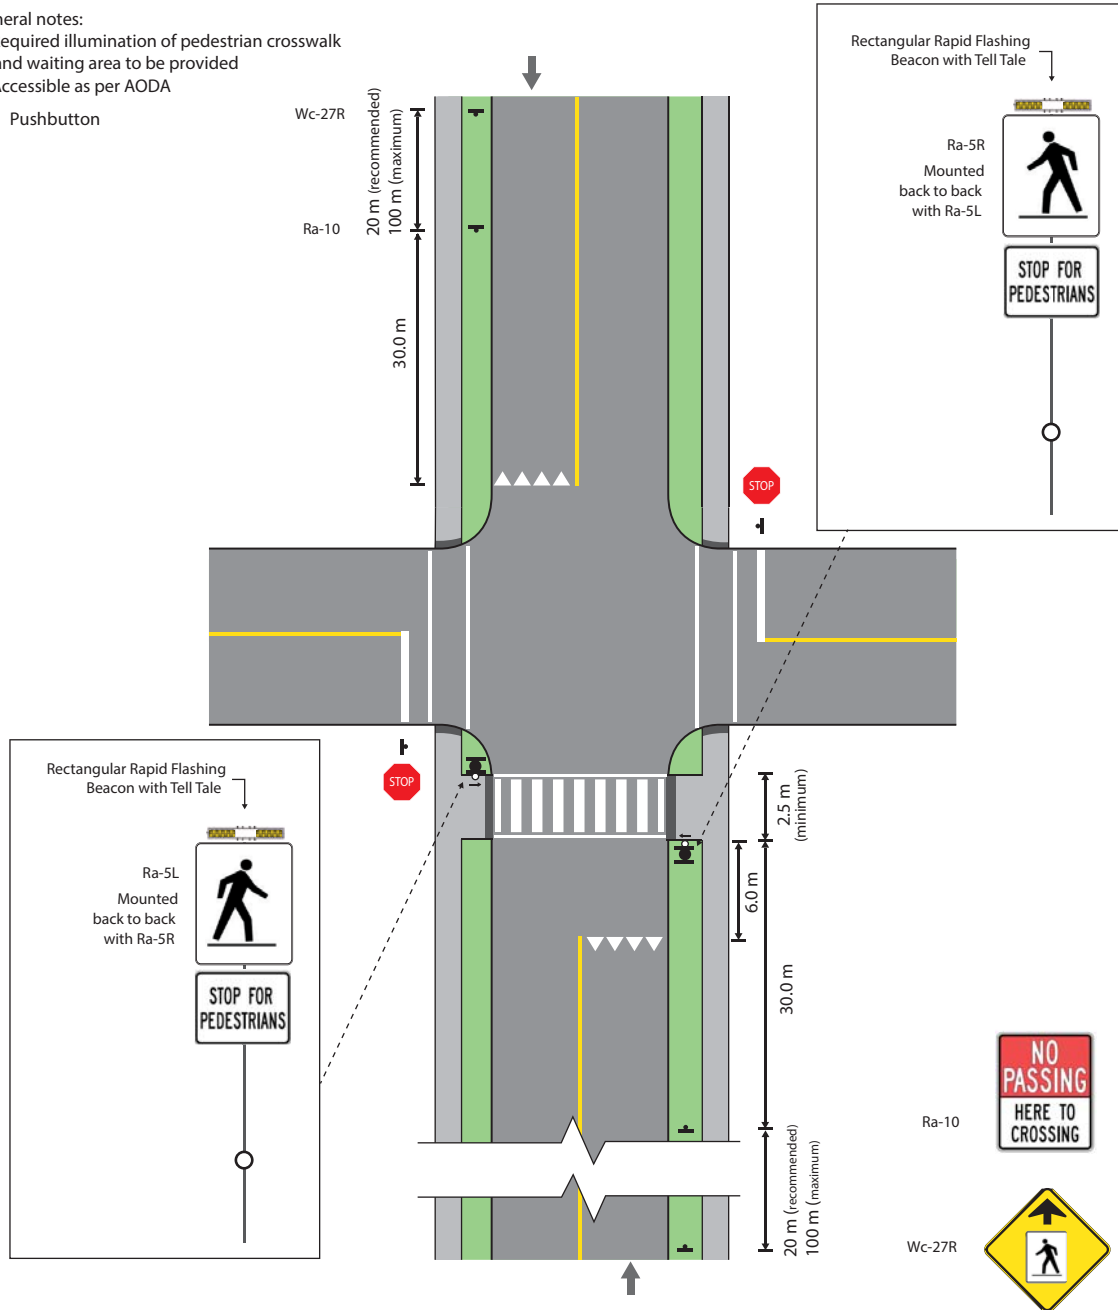 neral notes:
equired illumination of pedestrian crosswalk
and waiting area to be provided
Accessible as per AODA
Pushbutton
Wc-27R
Ra-10
20 m (recommended)
100 m (maximum)
30.0 m
Rectangular Rapid Flashing
Beacon with Tell Tale
Ra-5R
Mounted
back to back
with Ra-5L
STOP FOR
PEDESTRIANS
STOP
STOP
Rectangular Rapid Flashing
Beacon with Tell Tale
Ra-5L
Mounted
back to back
with Ra-5R
STOP FOR
PEDESTRIANS
2.5 m
(minimum)
6.0 m
30.0 m
20 m (recommended)
100 m (maximum)
Ra-10
NO
PASSING
HERE TO
CROSSING
Wc-27R